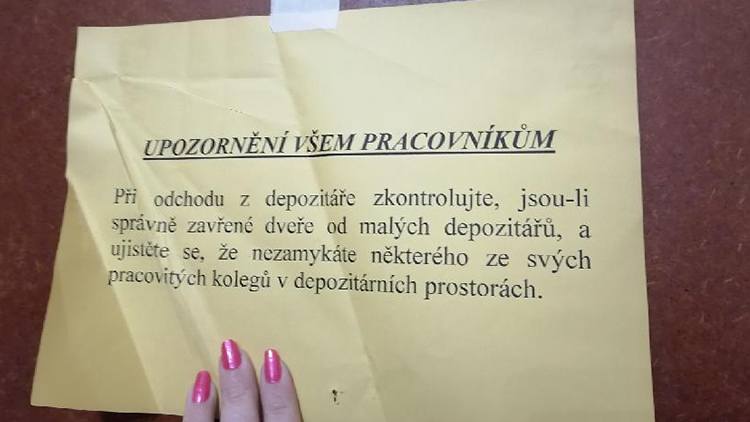 UPOZORNĚNÍ VŠEM PRACOVNÍKŮM
Při odchodu z depozitáře zkontrolujte, jsou-li
správně zavřené dveře od malých depozitářů, a
ujistěte se, že nezamykáte některého ze svých
pracovitých kolegů v depozitárních prostorách.